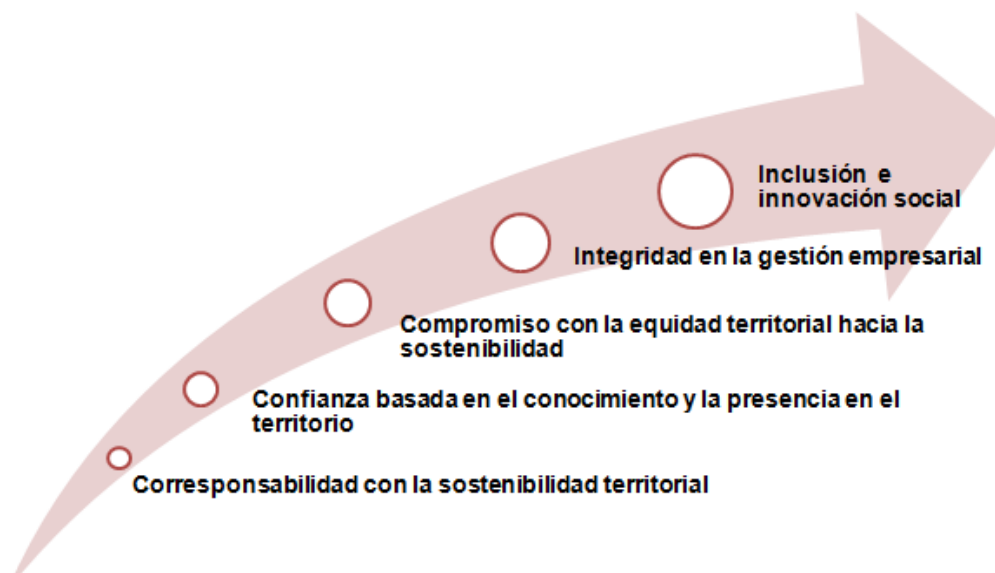 Inclusión e
innovación social
Integridad en la gestión empresarial
Compromiso con la equidad territorial hacia la
sostenibilidad
Confianza basada en el conocimiento y la presencia en el
territorio
Corresponsabilidad con la sostenibilidad territorial